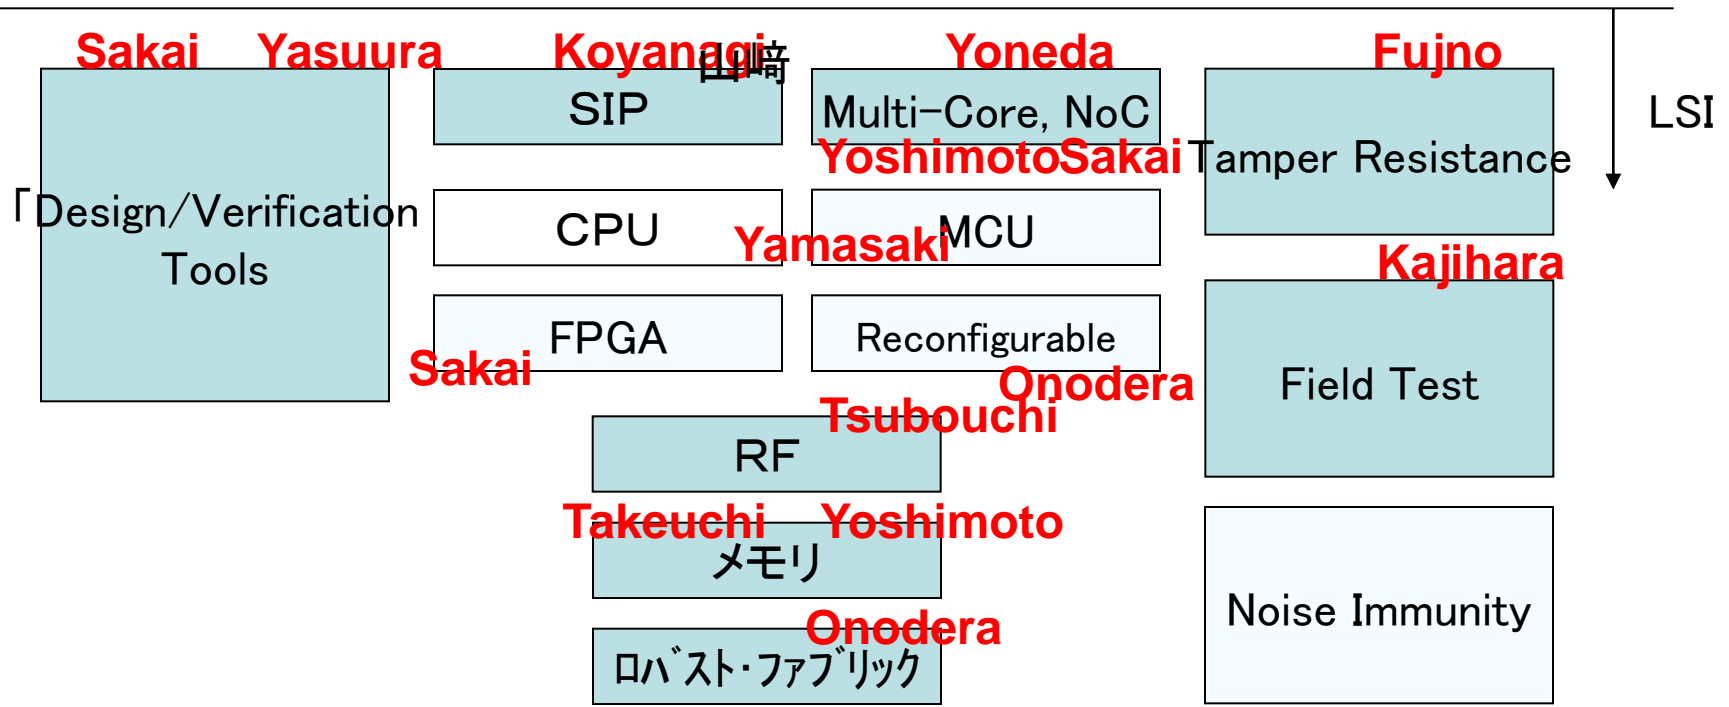 Sakai Yasuura Koyanagi Yoneda Fujno
山﨑
SIP
Multi-Core, NoC
LSI
Yoshimoto Sakai
Tamper Resistance
「Design/Verification
Tools
CPU
MCU
Yamasaki
Kajihara
FPGA
Reconfigurable
Sakai
Onodera
Field Test
Tsubouchi
RF
Takeuchi Yoshimoto
メモリ
Noise Immunity
Onodera
ロバスト・ファブリック